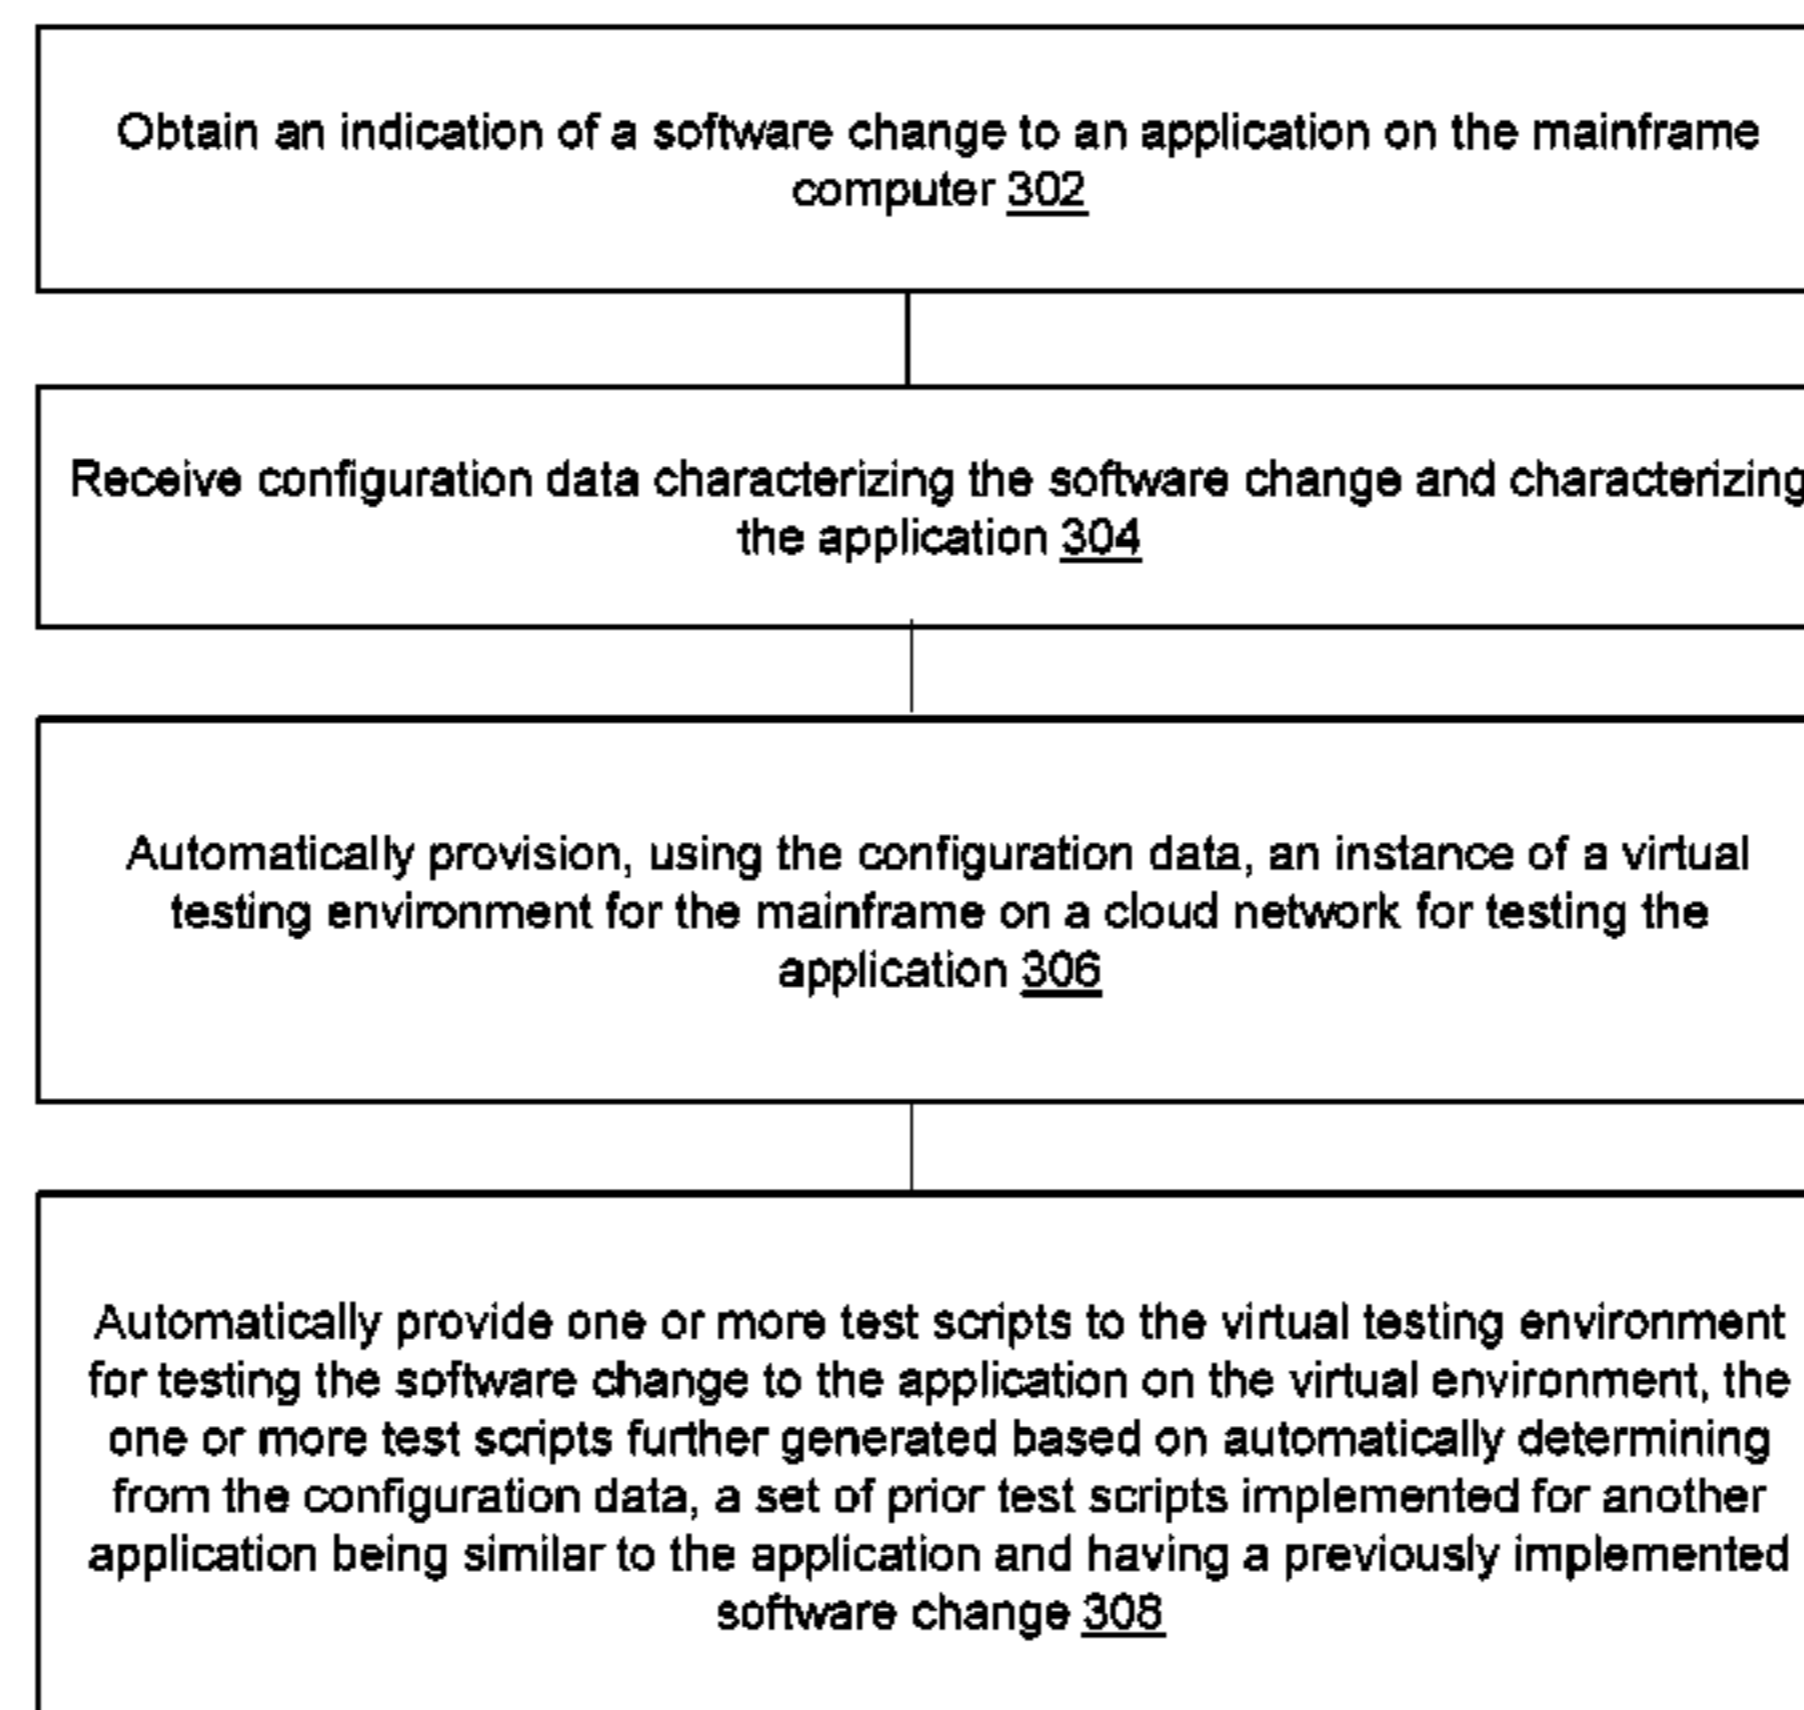 Obtain an indication of a software change to an application on the mainframe
computer 302
Receive configuration data characterizing the software change and characterizing
the application 304
Automatically provision, using the configuration data, an instance of a virtual
testing environment for the mainframe on a cloud network for testing the
application 306
Automatically provide one or more test scripts to the virtual testing environment
for testing the software change to the application on the virtual environment, the
one or more test scripts further generated based on automatically determining
from the configuration data, a set of prior test scripts implemented for another
application being similar to the application and having a previously implemented
software change 308